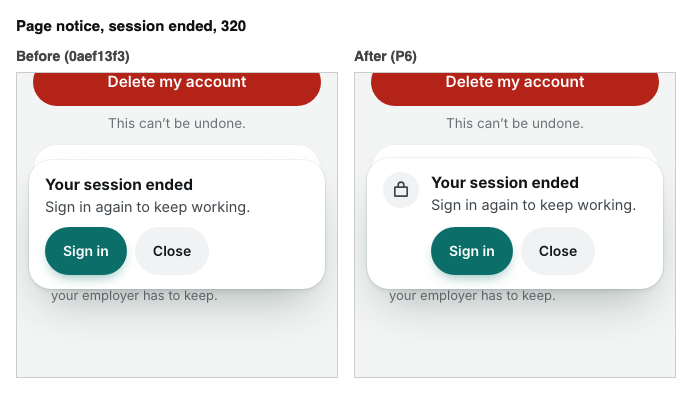 Page notice, session ended, 320
Before (0aef13f3)
Delete my account
This can’t be undone.
Your session ended
Sign in again to keep working.
Sign in
Close
your employer has to keep.
After (P6)
Delete my account
This can’t be undone.
Your session ended
Sign in again to keep working.
Sign in
Close
your employer has to keep.